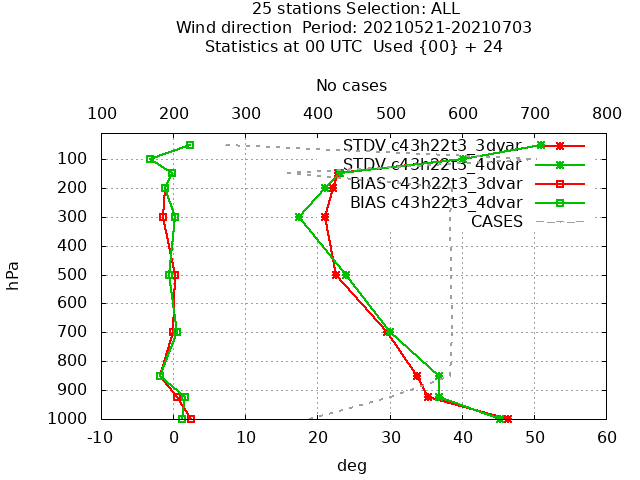 25 stations Selection: ALL
Wind direction  Period: 20210521-20210703
Statistics at 00 UTC  Used {00} + 24
No cases
100 200 300 400 500 600 700 800
STDV c43h22t3_3dvar
100
STDV c43h22t3_4dvar
200
BIAS c43h22t3_3dvar
BIAS c43h22t3_4dvar
300
CASES
400
hPa
500
600
700
800
900
1000
-10 0 10 20 30 40 50 60
deg